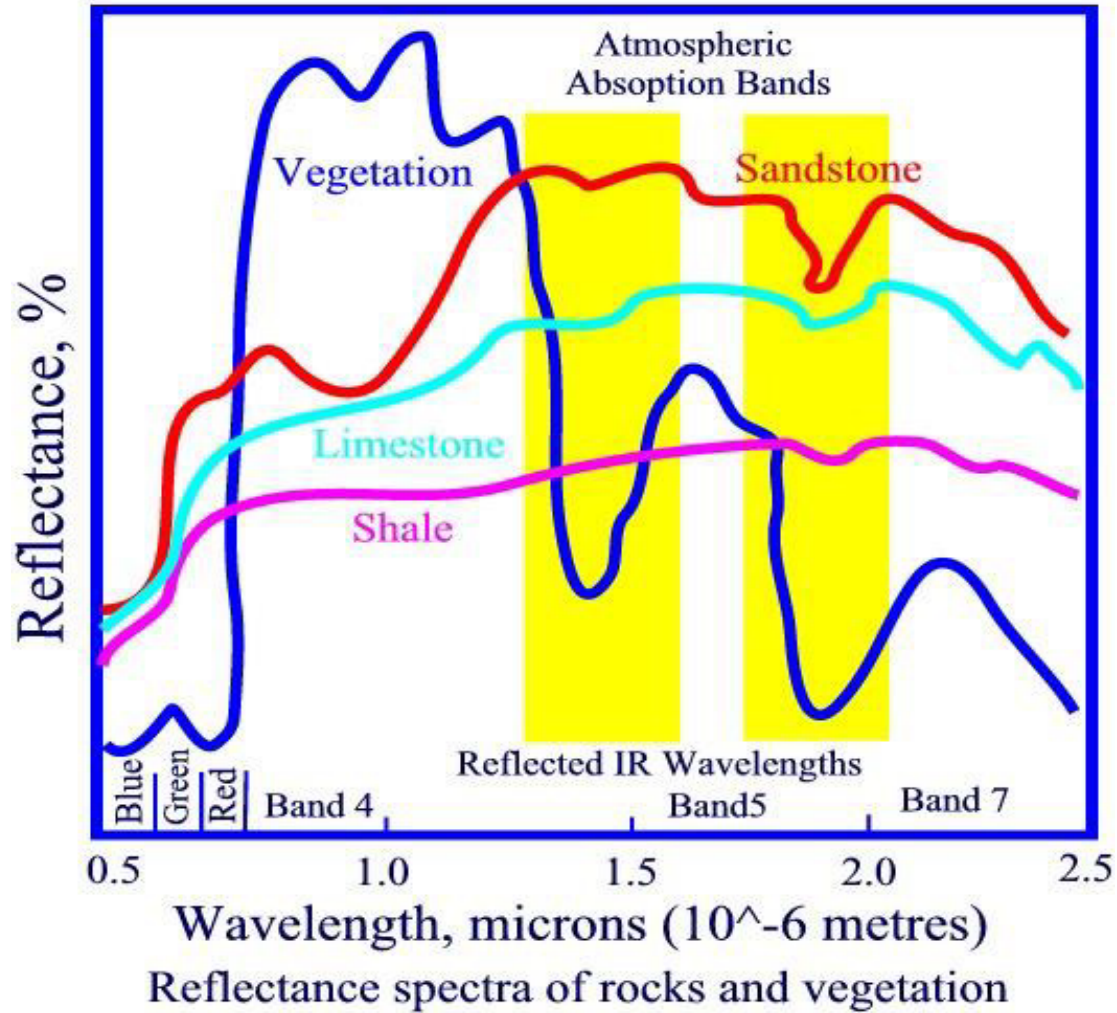 Atmospheric
Absoption Bands
Vegetation
Sandstone
Reflectance, %
Limestone
Shale
Reflected IR Wavelengths
Blue
Green
Red
Band 4
Band5
Band 7
0.5
1.0
1.5
2.0
2.5
Wavelength, microns (10^-6 metres)
Reflectance spectra of rocks and vegetation